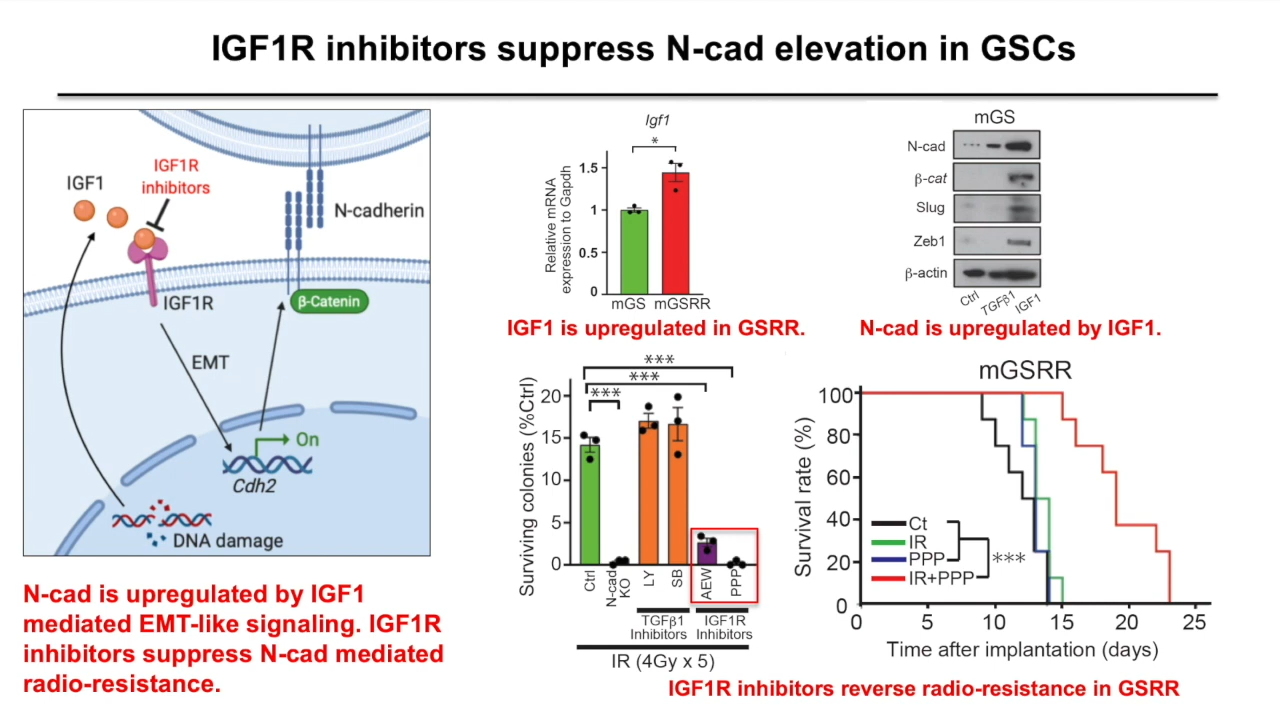 IGF1R inhibitors suppress N-cad elevation in GSCs
IGF1R
inhibitors
IGF1
N-cadherin
β-Catenin
IGF1R
EMT
On
Cdh2
DNA damage
N-cad is upregulated by IGF1
mediated EMT-like signaling. IGF1R
inhibitors suppress N-cad mediated
radio-resistance.
Igf1
*
Relative mRNA
expression to Gapdh
1.5
1
0.5
0
mGS mGSRR
IGF1 is upregulated in GSRR.
mGS
N-cad
β-cat
Slug
Zeb1
β-actin
Ctrl
TGFβ1
IGF1
N-cad is upregulated by IGF1.
***
***
***
Surviving colonies (%Ctrl)
20
15
10
5
0
Ctrl
N-cad
KO
LY
SB
AEW
PPP
TGFβ1
Inhibitors
IGF1R
Inhibitors
IR (4Gy x 5)
mGSRR
Survival rate (%)
100
80
60
40
20
0
Ct
IR
PPP
IR+PPP
***
0 5 10 15 20 25
Time after implantation (days)
IGF1R inhibitors reverse radio-resistance in GSRR